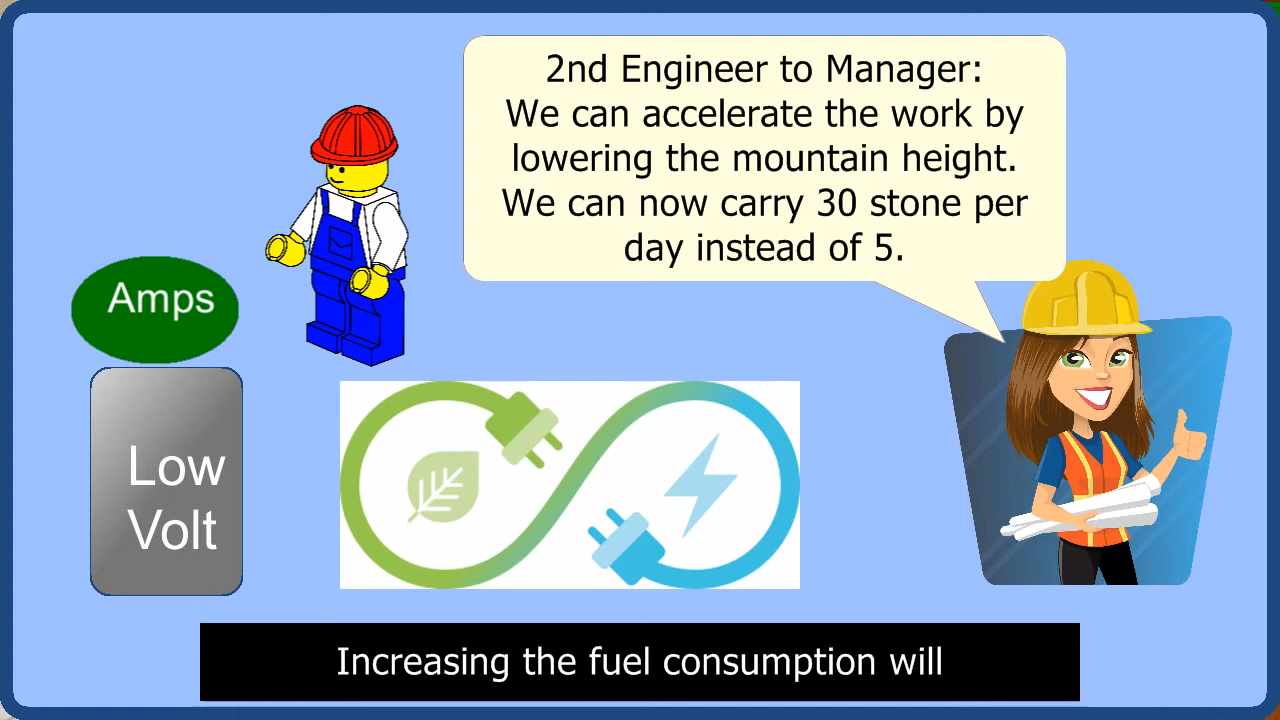 2nd Engineer to Manager:
We can accelerate the work by
lowering the mountain height.
We can now carry 30 stone per
day instead of 5.
Amps
Low
Volt
Increasing the fuel consumption will